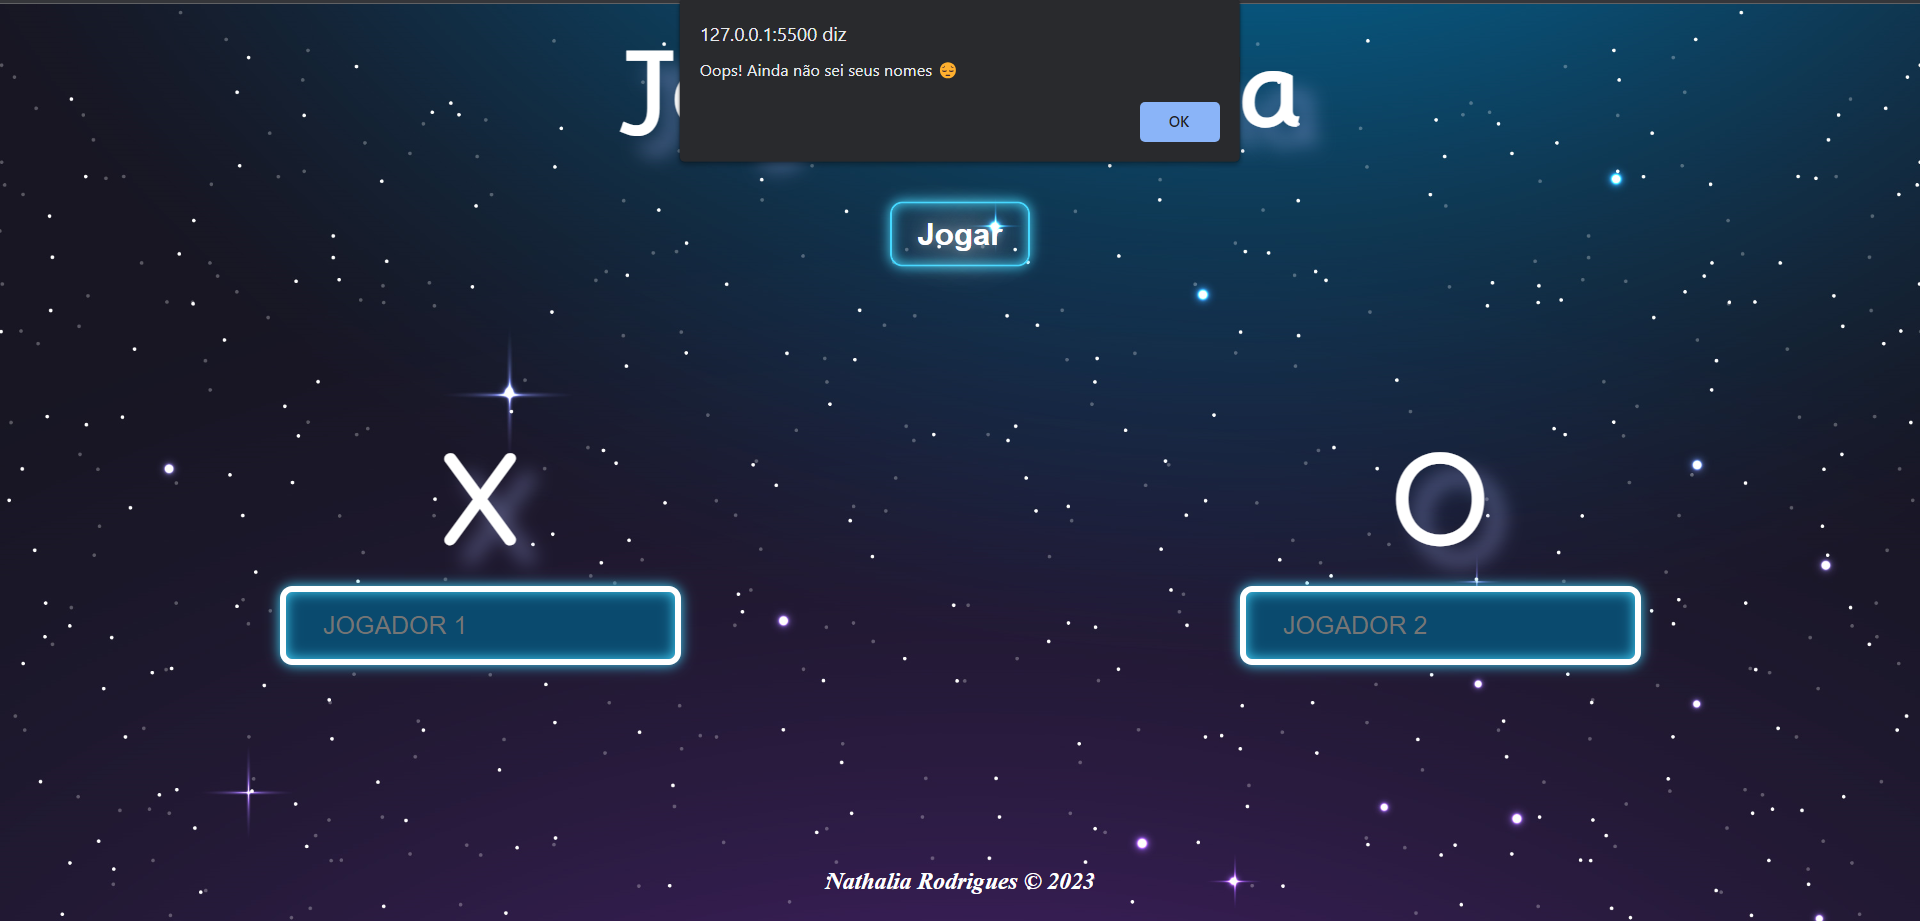 127.0.0.1:5500 diz
Oops! Ainda não sei seus nomes 😔
OK
J a
Jogar
X O
JOGADOR 1 JOGADOR 2
Nathalia Rodrigues © 2023